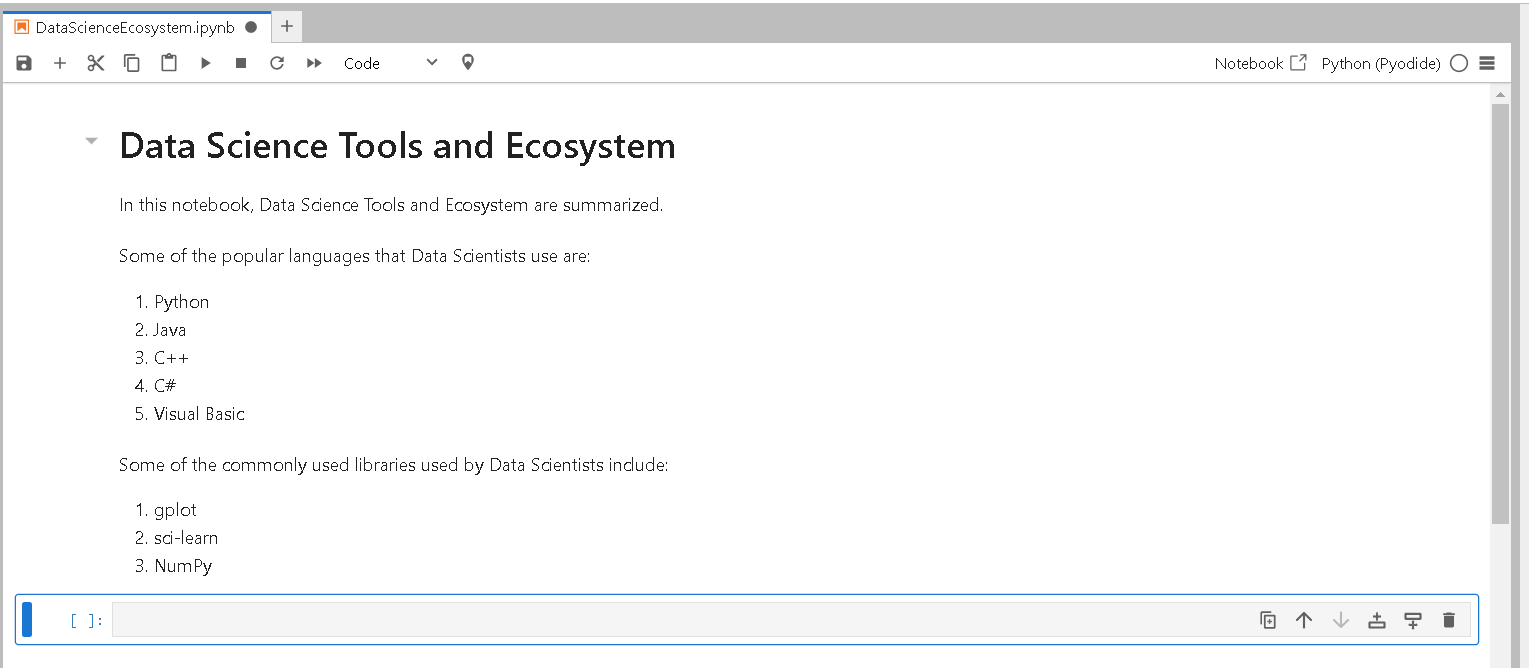 DataScienceEcosystem.ipynb
Code
Notebook
Python (Pyodide)
Data Science Tools and Ecosystem
In this notebook, Data Science Tools and Ecosystem are summarized.
Some of the popular languages that Data Scientists use are:
1. Python
2. Java
3. C++
4. C#
5. Visual Basic
Some of the commonly used libraries used by Data Scientists include:
1. gplot
2. sci-learn
3. NumPy
[ ]: